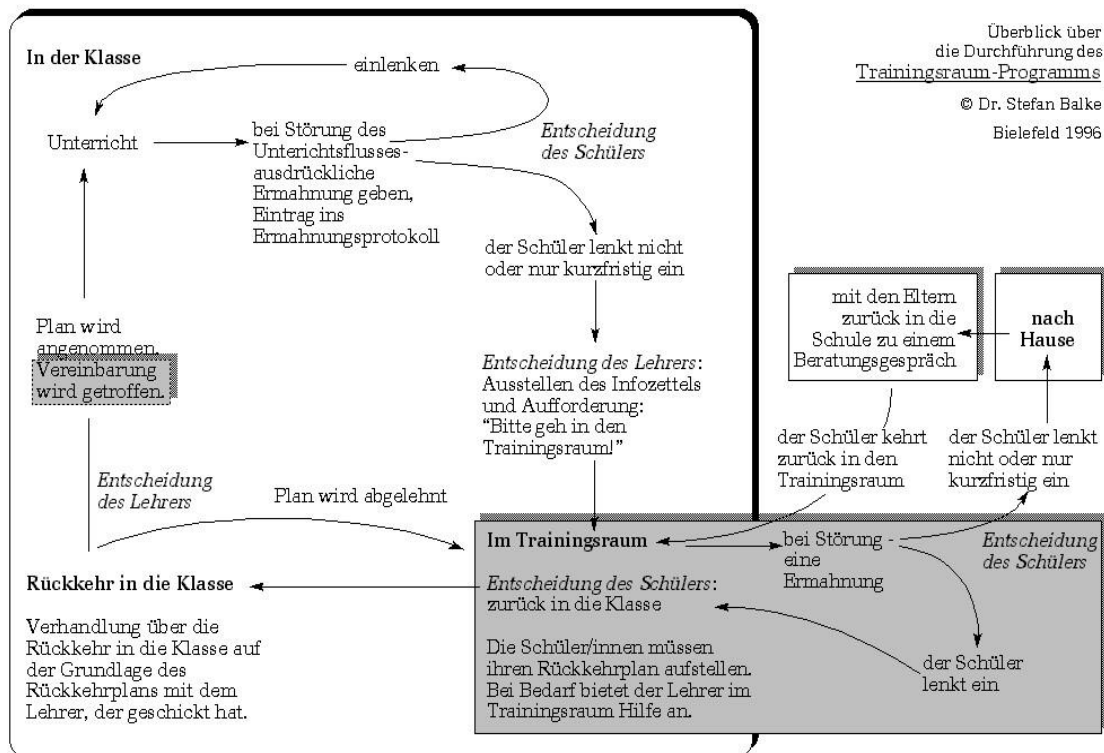 Überblick über
die Durchführung des
Trainingsraum-Programms
© Dr. Stefan Balke
Bielefeld 1996
In der Klasse
einlenken
Unterricht
bei Störung des
Unterichtsflusses-
ausdrückliche
Ermahnung geben,
Eintrag ins
Ermahnungsprotokoll
Entscheidung
des Schülers
der Schüler lenkt nicht
oder nur kurzfristig ein
Entscheidung des Lehrers:
Ausstellen des Infozettels
und Aufforderung:
“Bitte geh in den
Trainingsraum!”
Plan wird
angenommen.
Vereinbarung
wird getroffen.
Entscheidung
des Lehrers
Plan wird abgelehnt
mit den Eltern
zurück in die
Schule zu einem
Beratungsgespräch
nach
Hause
der Schüler kehrt
zurück in den
Trainingsraum
der Schüler lenkt
nicht oder nur
kurzfristig ein
Im Trainingsraum
bei Störung -
eine
Ermahnung
Entscheidung
des Schülers
Entscheidung des Schülers:
zurück in die Klasse
Die Schüler/innen müssen
ihren Rückkehrplan aufstellen.
Bei Bedarf bietet der Lehrer im
Trainingsraum Hilfe an.
der Schüler
lenkt ein
Rückkehr in die Klasse
Verhandlung über die
Rückkehr in die Klasse auf
der Grundlage des
Rückkehrplans mit dem
Lehrer, der geschickt hat.